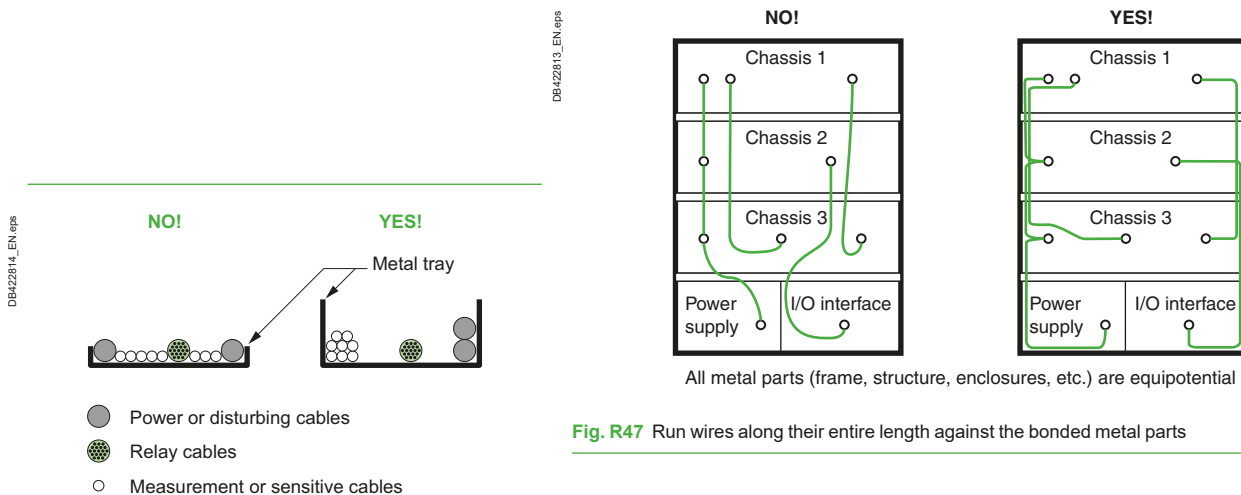 DB422814_EN.eps
NO!
YES!
Metal tray
Power or disturbing cables
Relay cables
Measurement or sensitive cables
DB422813_EN.eps
NO!
Chassis 1
Chassis 2
Chassis 3
Power
supply
I/O interface
YES!
Chassis 1
Chassis 2
Chassis 3
Power
supply
I/O interface
All metal parts (frame, structure, enclosures, etc.) are equipotential
Fig. R47 Run wires along their entire length against the bonded metal parts